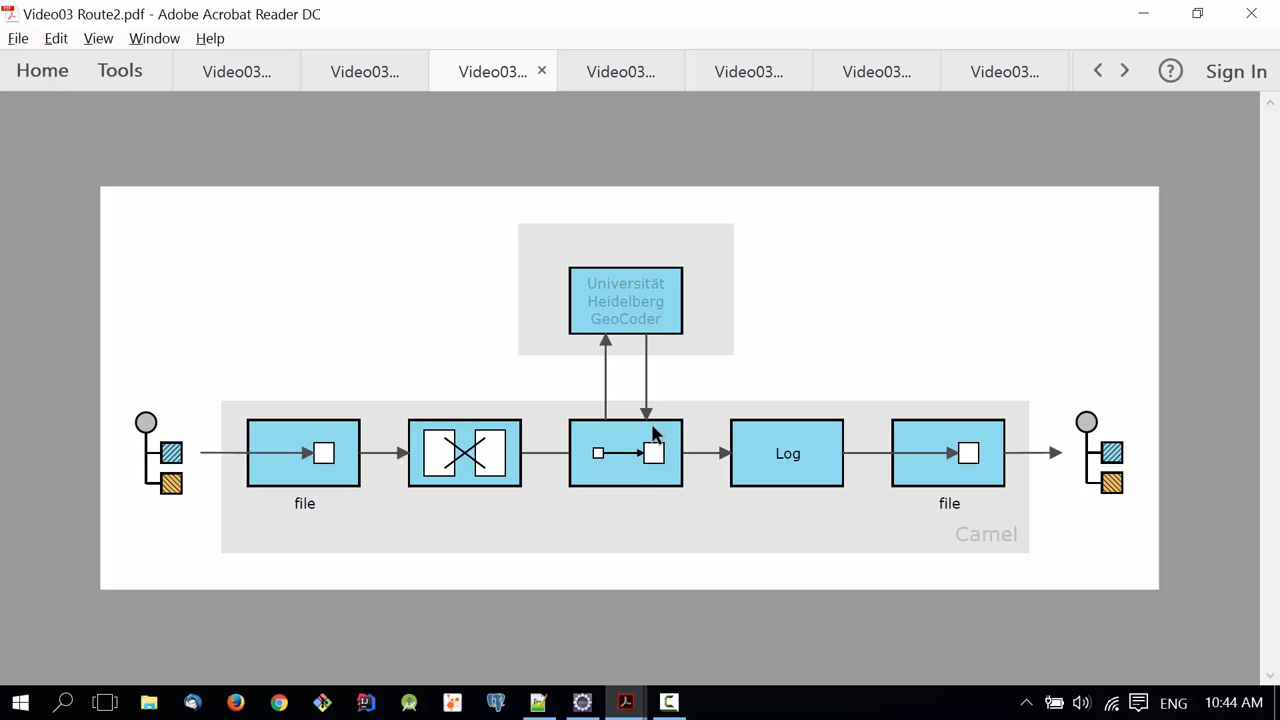 Video03 Route2.pdf - Adobe Acrobat Reader DC
File Edit View Window Help
Home Tools Video03... Video03... Video03... Video03... Video03... Video03... Video03... Sign In
Universität
Heidelberg
GeoCoder
Log
file file
Camel
ENG 10:44 AM